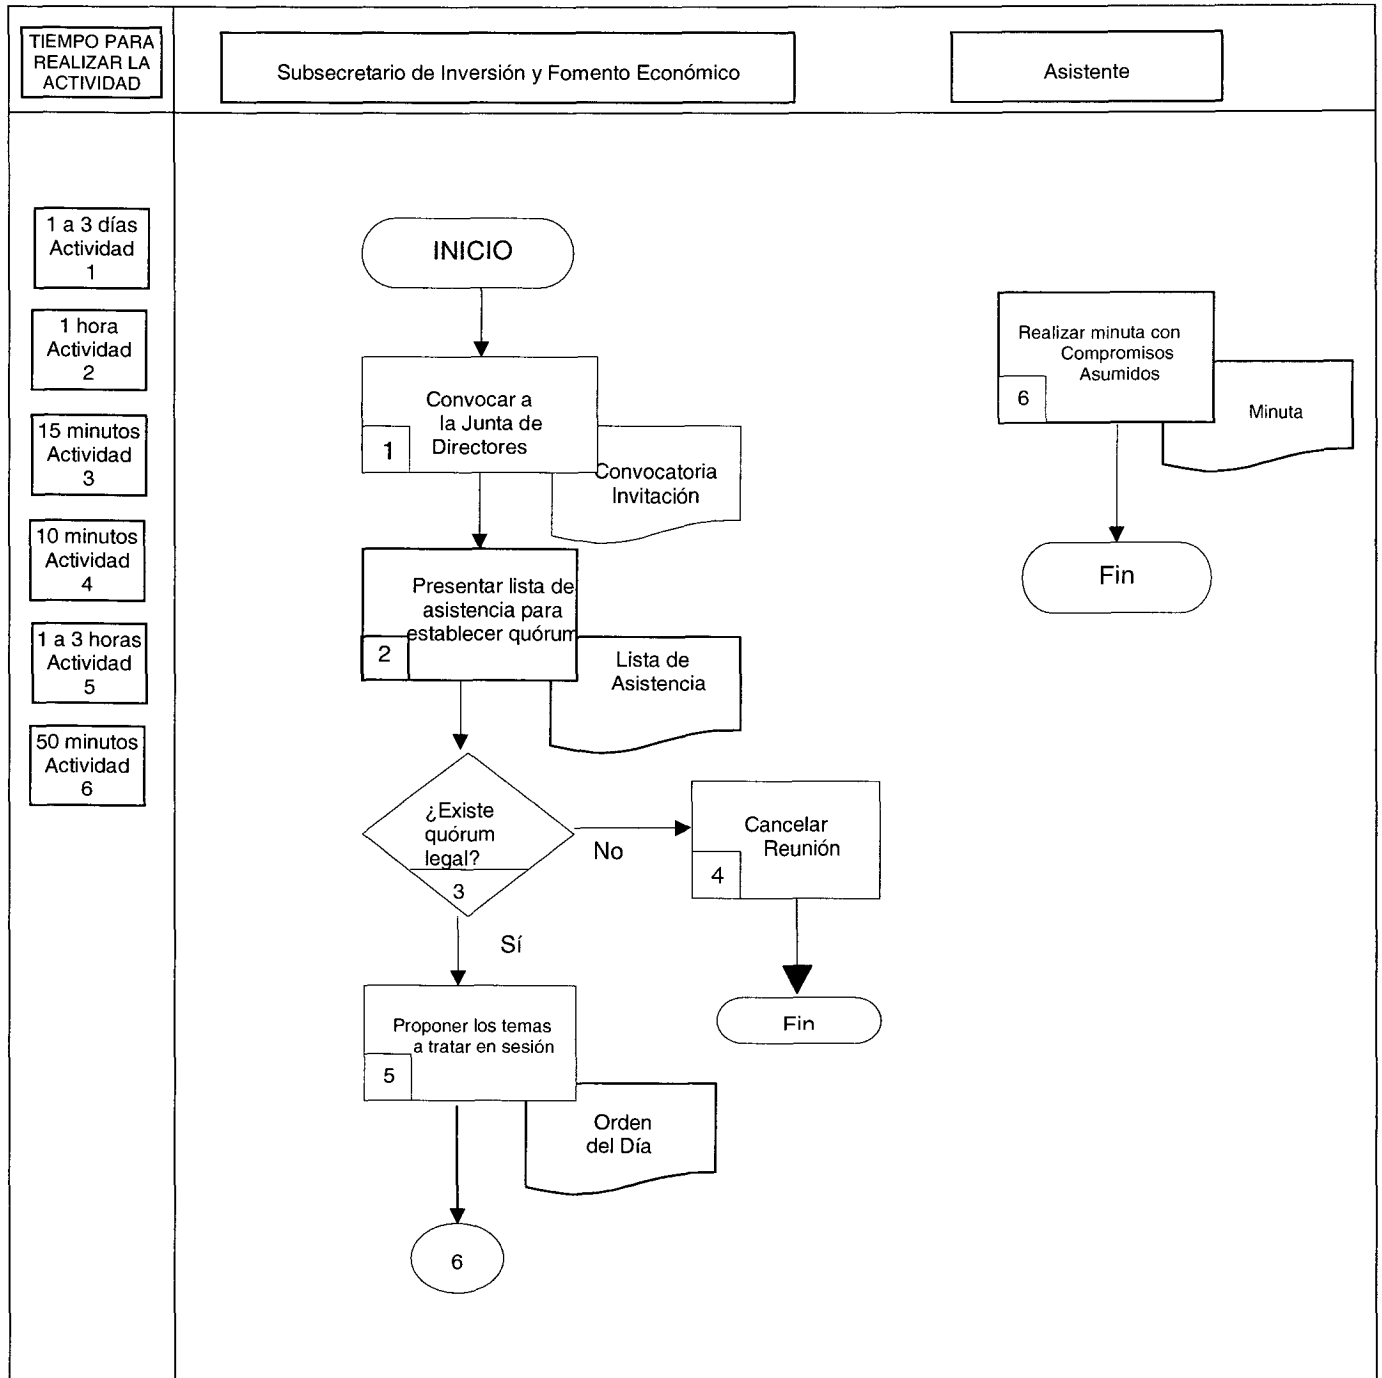 TIEMPO PARA
REALIZAR LA
ACTIVIDAD
Subsecretario de Inversión y Fomento Económico
Asistente
1 a 3 días
Actividad
1
1 hora
Actividad
2
15 minutos
Actividad
3
10 minutos
Actividad
4
1 a 3 horas
Actividad
5
50 minutos
Actividad
6
INICIO
Convocar a
la Junta de
Directores
1
Convocatoria
Invitación
Presentar lista de
asistencia para
establecer quórum
2
Lista de
Asistencia
¿Existe
quórum
legal?
3
No
Cancelar
Reunión
4
Fin
Sí
Proponer los temas
a tratar en sesión
5
Orden
del Día
6
Realizar minuta con
Compromisos
Asumidos
6
Minuta
Fin